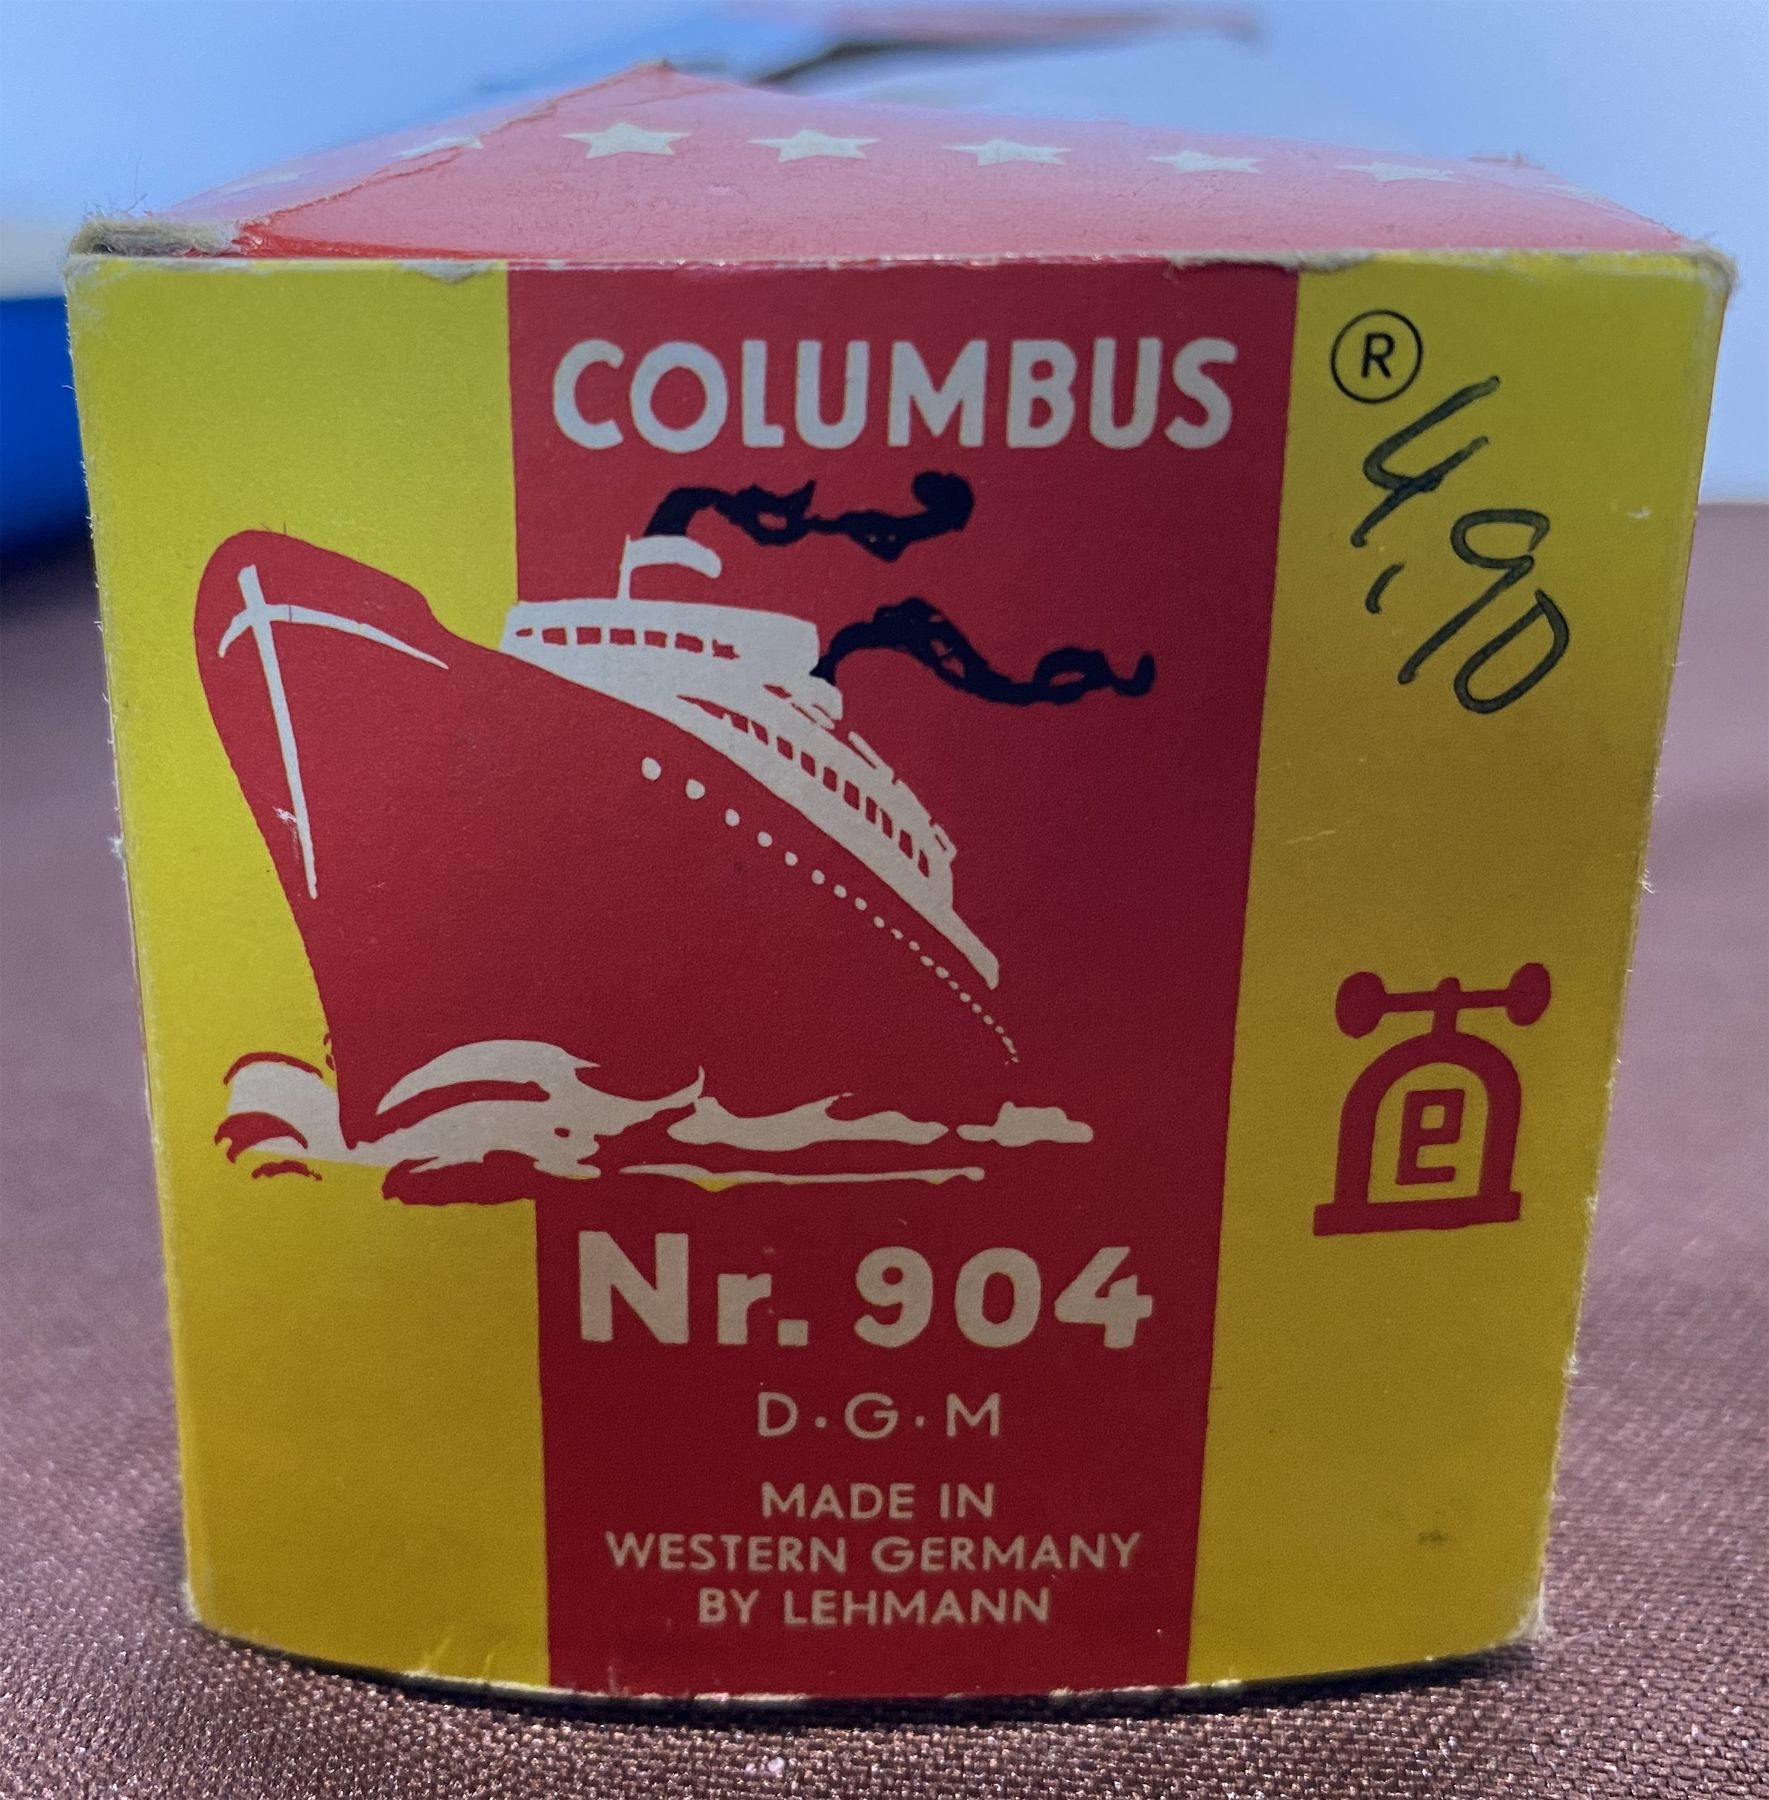 COLUMBUS
®
4,90
e
Nr. 904
D·G·M
MADE IN
WESTERN GERMANY
BY LEHMANN